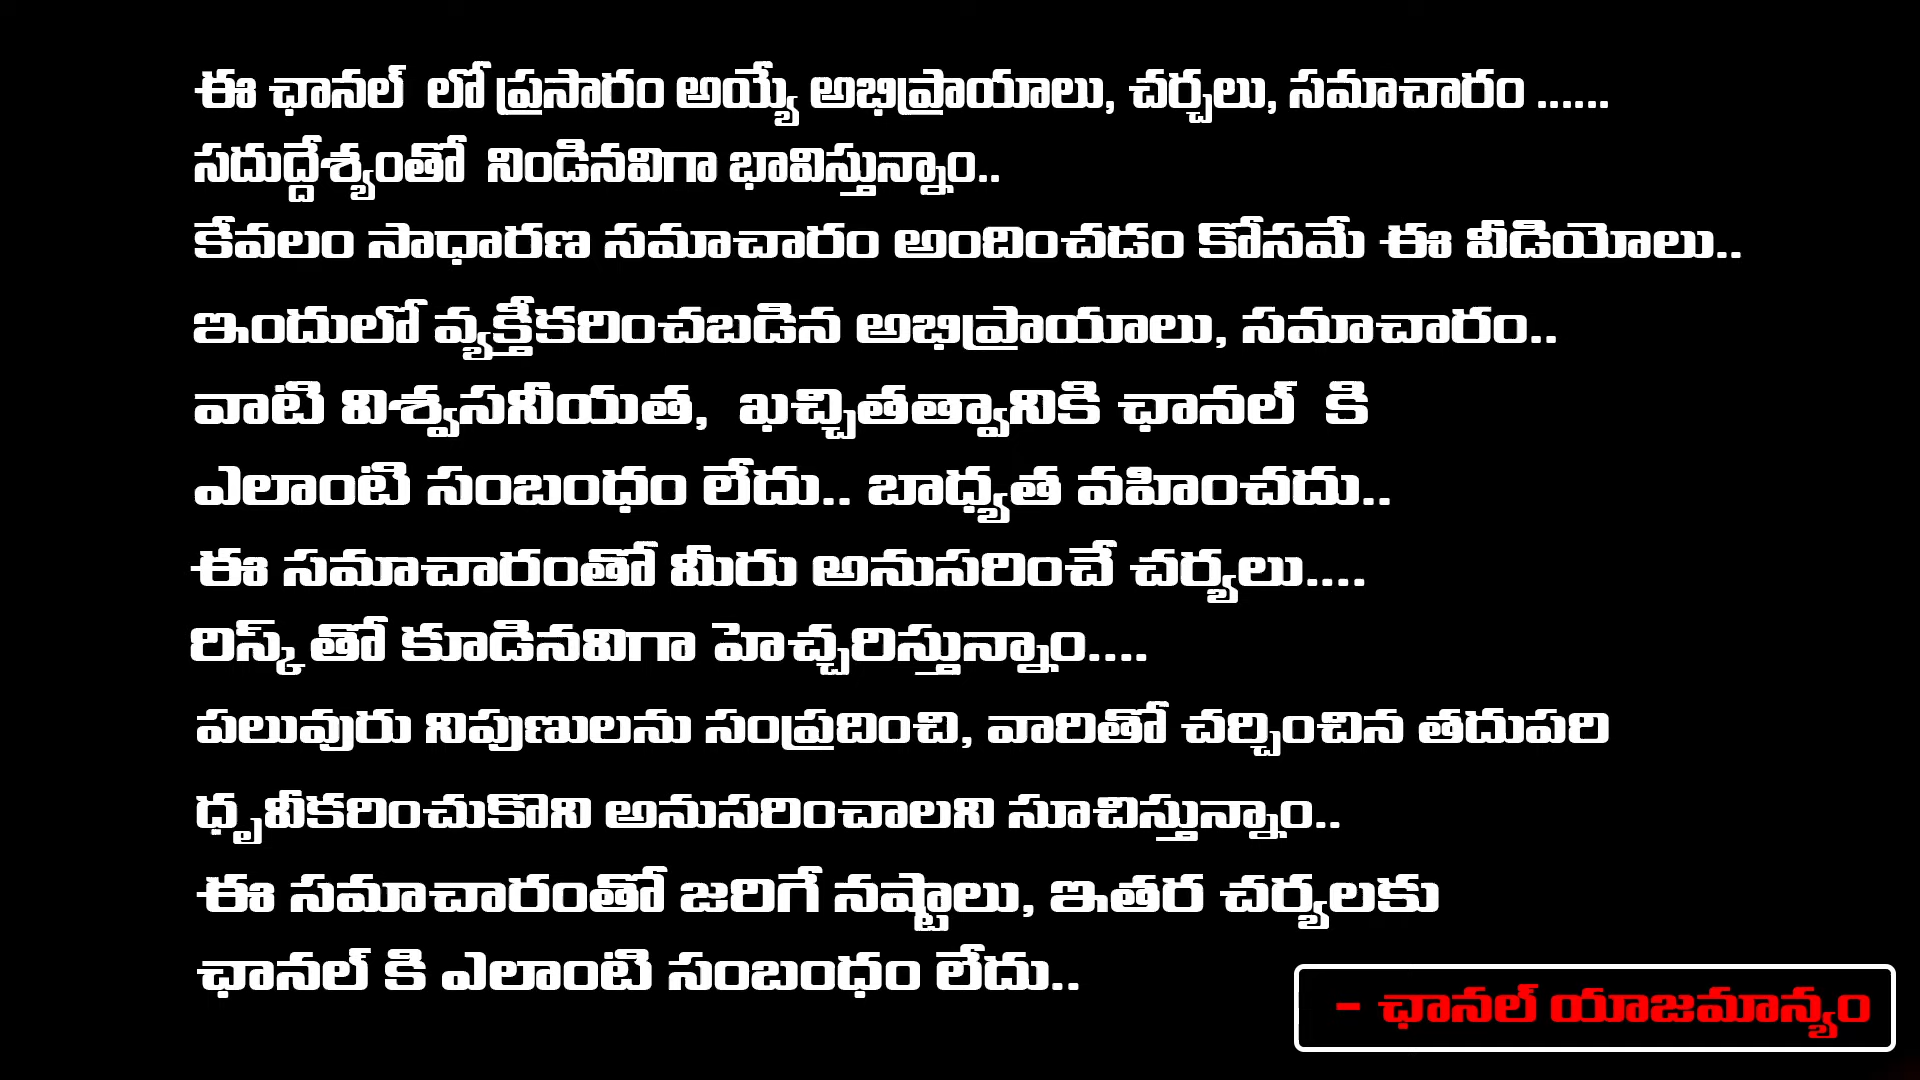 ఈ ఛానల్ లో ప్రసారం అయ్యే అభిప్రాయాలు, చర్చలు, సమాచారం ......
సదుద్దేశ్యంతో నిండినవిగా భావిస్తున్నాం..
కేవలం సాధారణ సమాచారం అందించడం కోసమే ఈ వీడియోలు..
ఇందులో వ్యక్తీకరించబడిన అభిప్రాయాలు, సమాచారం..
వాటి విశ్వసనీయత, ఖచ్చితత్వానికి ఛానల్ కి
ఎలాంటి సంబంధం లేదు.. బాధ్యత వహించదు..
ఈ సమాచారంతో మీరు అనుసరించే చర్యలు....
రిస్క్ తో కూడినవిగా హెచ్చరిస్తున్నాం....
పలువురు నిపుణులను సంప్రదించి, వారితో చర్చించిన తదుపరి
ధృవీకరించుకొని అనుసరించాలని సూచిస్తున్నాం..
ఈ సమాచారంతో జరిగే నష్టాలు, ఇతర చర్యలకు
ఛానల్ కి ఎలాంటి సంబంధం లేదు..
- ఛానల్ యాజమాన్యం